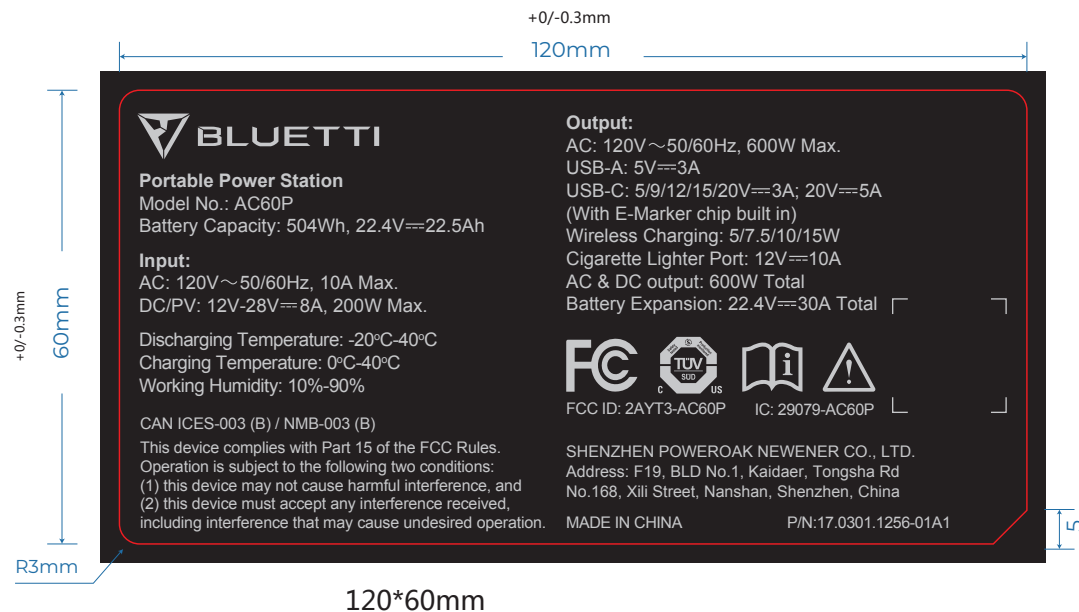 +0/-0.3mm
120mm
+0/-0.3mm
60mm
BLUETTI
Portable Power Station
Model No.: AC60P
Battery Capacity: 504Wh, 22.4V⎓22.5Ah
Input:
AC: 120V～50/60Hz, 10A Max.
DC/PV: 12V-28V⎓8A, 200W Max.
Discharging Temperature: -20°C-40°C
Charging Temperature: 0°C-40°C
Working Humidity: 10%-90%
CAN ICES-003 (B) / NMB-003 (B)
This device complies with Part 15 of the FCC Rules.
Operation is subject to the following two conditions:
(1) this device may not cause harmful interference, and
(2) this device must accept any interference received,
including interference that may cause undesired operation.
Output:
AC: 120V～50/60Hz, 600W Max.
USB-A: 5V⎓3A
USB-C: 5/9/12/15/20V⎓3A; 20V⎓5A
(With E-Marker chip built in)
Wireless Charging: 5/7.5/10/15W
Cigarette Lighter Port: 12V⎓10A
AC & DC output: 600W Total
Battery Expansion: 22.4V⎓30A Total
FC
TÜV
SÜD
C US
i
!
FCC ID: 2AYT3-AC60P IC: 29079-AC60P
SHENZHEN POWEROAK NEWENER CO., LTD.
Address: F19, BLD No.1, Kaidaer, Tongsha Rd
No.168, Xili Street, Nanshan, Shenzhen, China
MADE IN CHINA P/N:17.0301.1256-01A1
5
R3mm
120*60mm